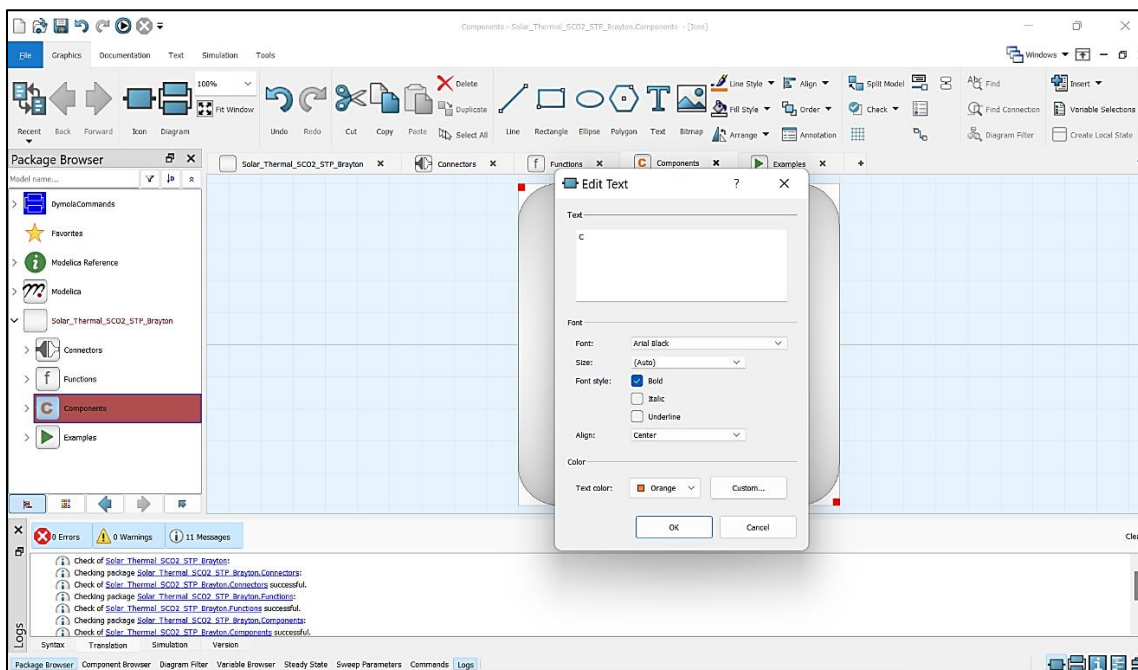 Components - Solar_Thermal_SCO2_STP_Brayton.Components - [Icon]
File Graphics Documentation Text Simulation Tools Windows
100% Delete Line Style Align Split Model Abc Find Insert
Fit Window Duplicate Fill Style Order Check Find Connection Variable Selections
Recent Back Forward Icon Diagram Undo Redo Cut Copy Paste Select All Line Rectangle Ellipse Polygon Text Bitmap Arrange Annotation Diagram Filter Create Local State
Package Browser
Solar_Thermal_SCO2_STP_Brayton Connectors Functions Components Examples
Model name...
DymolaCommands
Favorites
Modelica Reference
Modelica
Solar_Thermal_SCO2_STP_Brayton
Connectors
f Functions
C Components
Examples
Edit Text ?
Text
C
Font
Font: Arial Black
Size: (Auto)
Font style: Bold
Italic
Underline
Align: Center
Color
Text color: Orange Custom...
OK Cancel
0 Errors 0 Warnings 11 Messages
Check of Solar_Thermal_SCO2_STP_Brayton:
Checking package Solar_Thermal_SCO2_STP_Brayton.Connectors:
Check of Solar_Thermal_SCO2_STP_Brayton.Connectors successful.
Checking package Solar_Thermal_SCO2_STP_Brayton.Functions:
Check of Solar_Thermal_SCO2_STP_Brayton.Functions successful.
Checking package Solar_Thermal_SCO2_STP_Brayton.Components:
Check of Solar_Thermal_SCO2_STP_Brayton.Components successful.
Logs
Syntax Translation Simulation Version
Package Browser Component Browser Diagram Filter Variable Browser Steady State Sweep Parameters Commands Logs